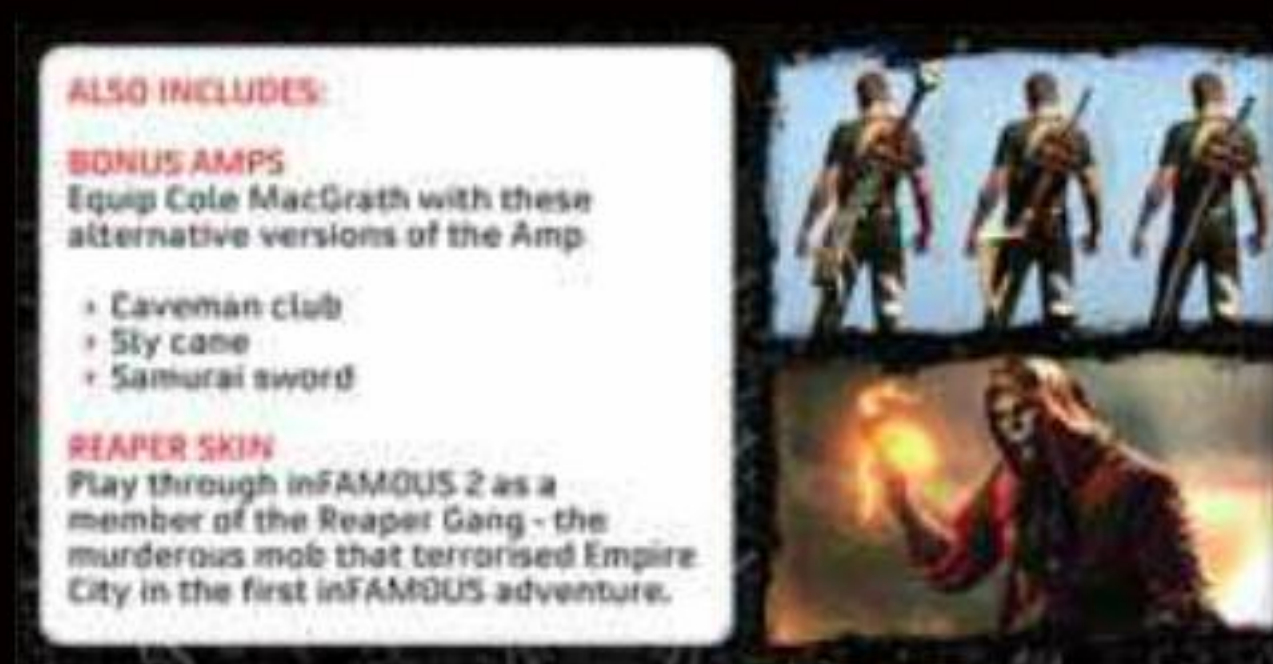 ALSO INCLUDES:
BONUS AMPS
Equip Cole MacGrath with these
alternative versions of the Amp
• Caveman club
• Sly cane
• Samurai sword
REAPER SKIN
Play through inFAMOUS 2 as a
member of the Reaper Gang - the
murderous mob that terrorised Empire
City in the first inFAMOUS adventure.